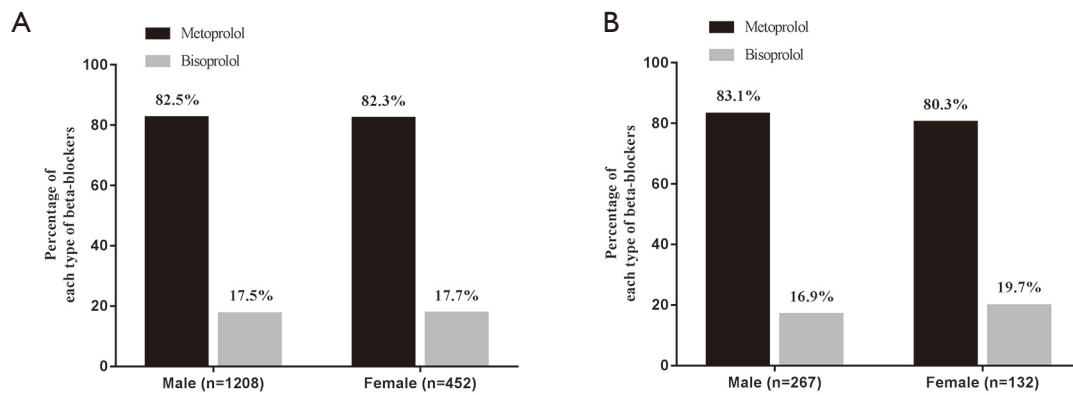 A
Metoprolol
Bisoprolol
Percentage of
each type of beta-blockers
100
80
60
40
20
0
82.5%
17.5%
82.3%
17.7%
Male (n=1208)
Female (n=452)
B
Metoprolol
Bisoprolol
Percentage of
each type of beta-blockers
100
80
60
40
20
0
83.1%
16.9%
80.3%
19.7%
Male (n=267)
Female (n=132)